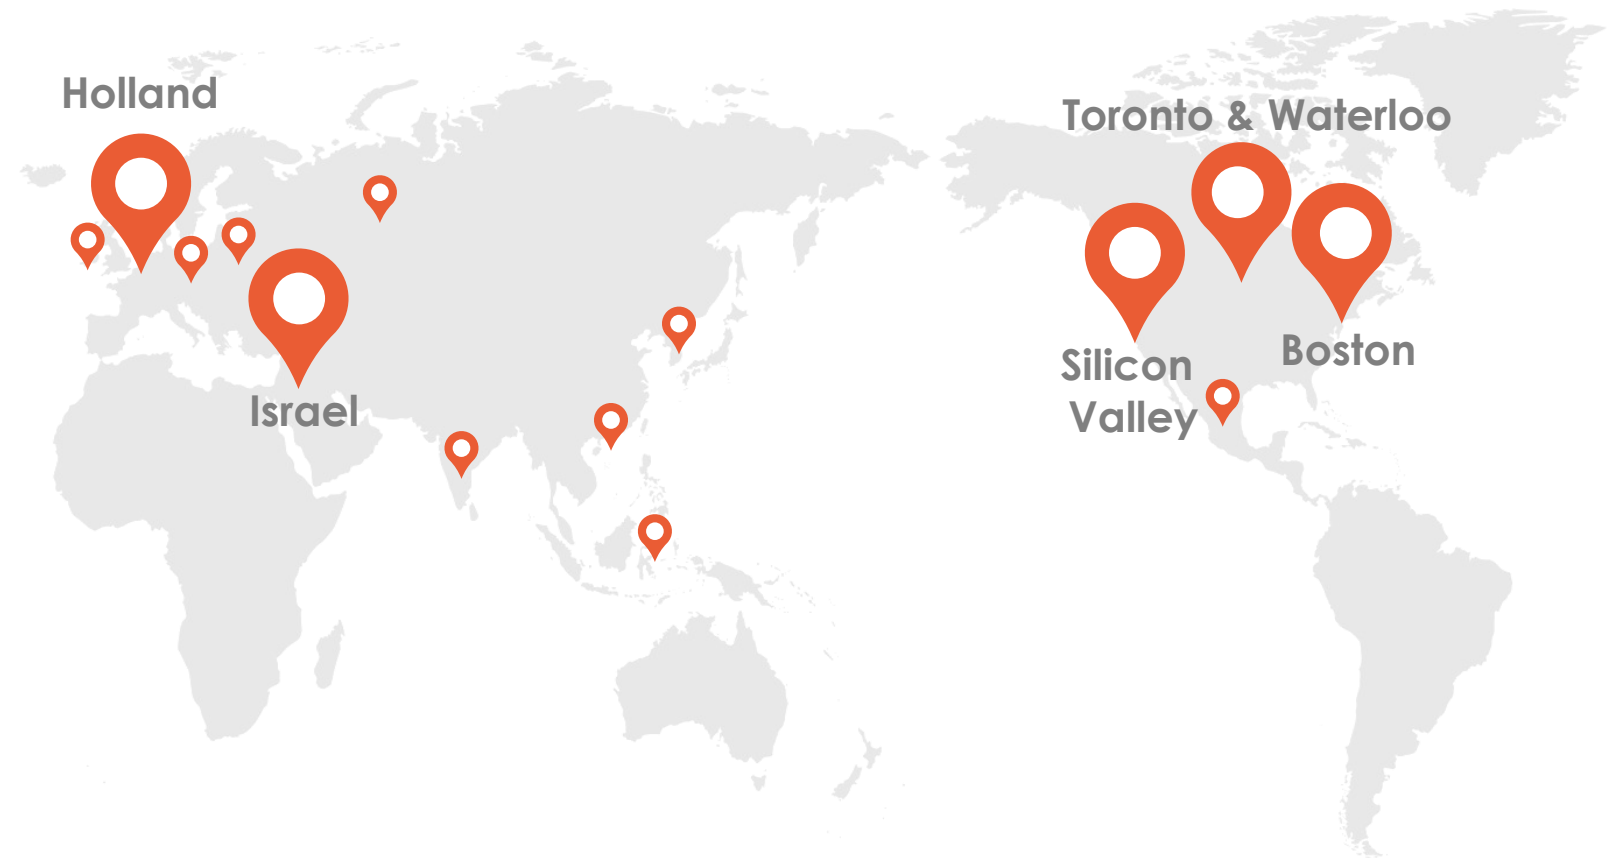 Holland
Toronto & Waterloo
Silicon
Valley
Boston
Israel